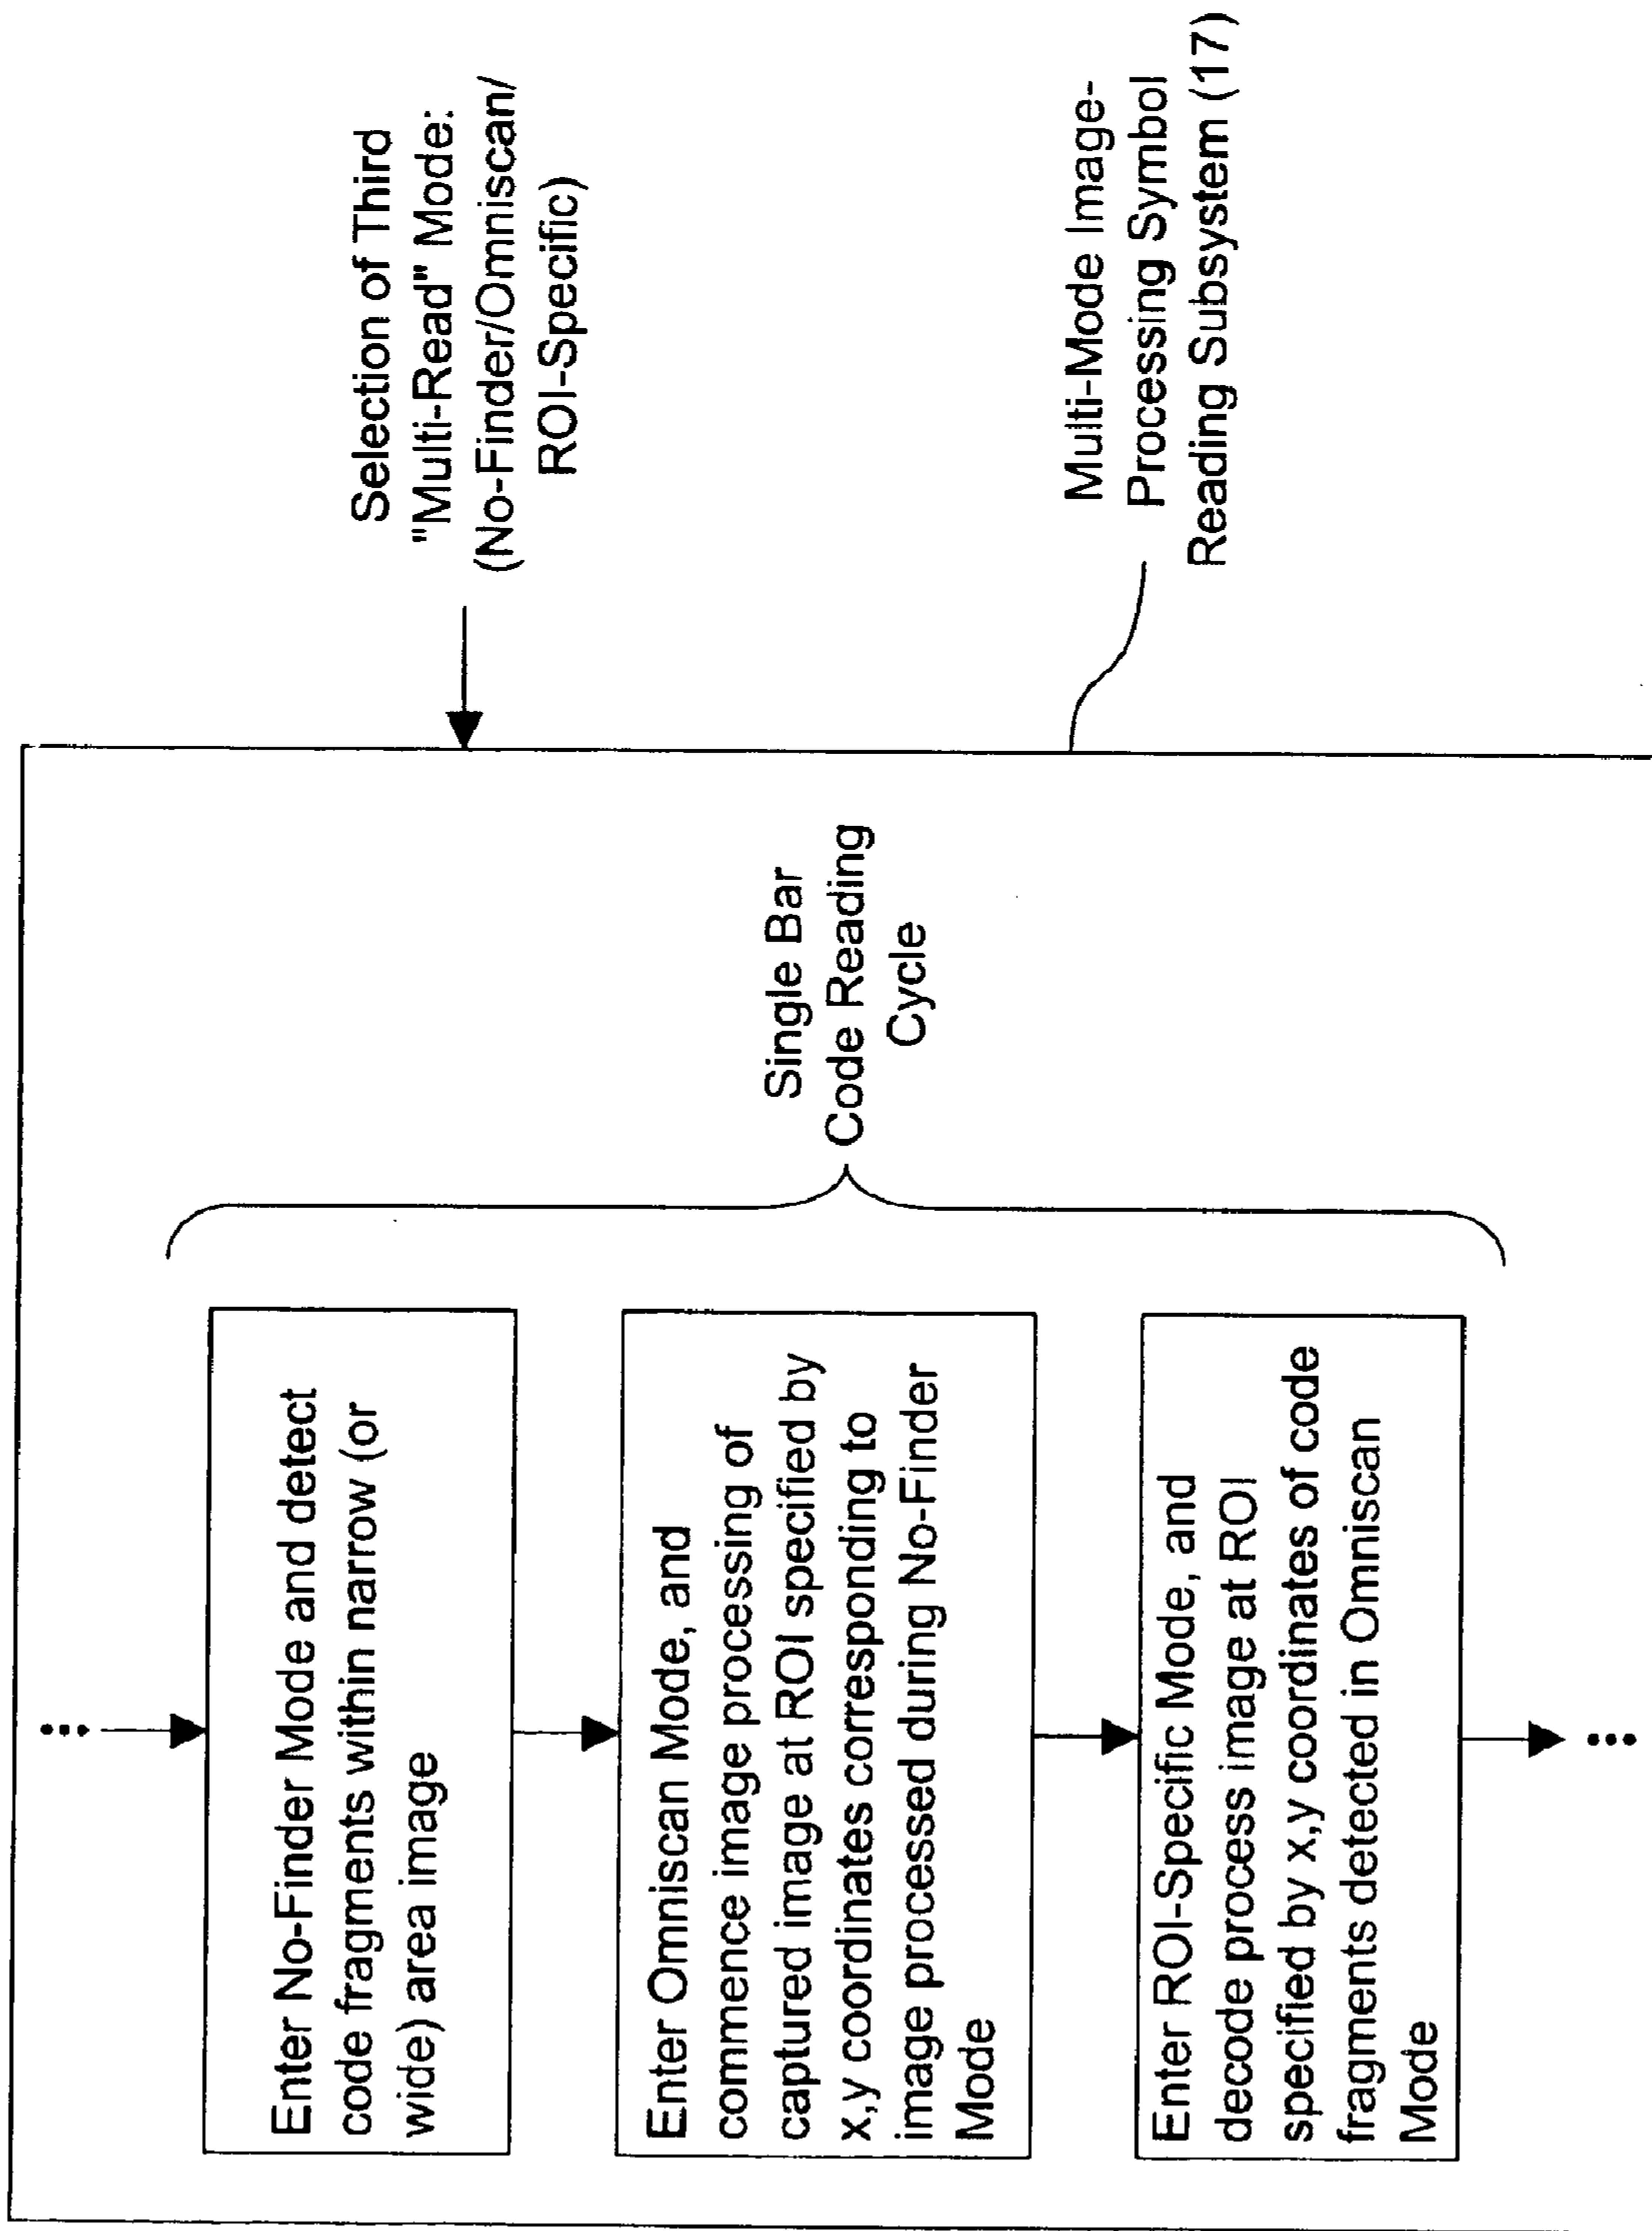 Enter No-Finder Mode and detect
code fragments within narrow (or
wide) area image
Enter Omniscan Mode, and
commence image processing of
captured image at ROI specified by
x,y coordinates corresponding to
image processed during No-Finder
Mode
Enter ROI-Specific Mode, and
decode process image at ROI
specified by x,y coordinates of code
fragments detected in Omniscan
Mode
Single Bar
Code Reading
Cycle
Selection of Third
"Multi-Read" Mode:
(No-Finder/Omniscan/
ROI-Specific)
Multi-Mode Image-
Processing Symbol
Reading Subsystem (17)